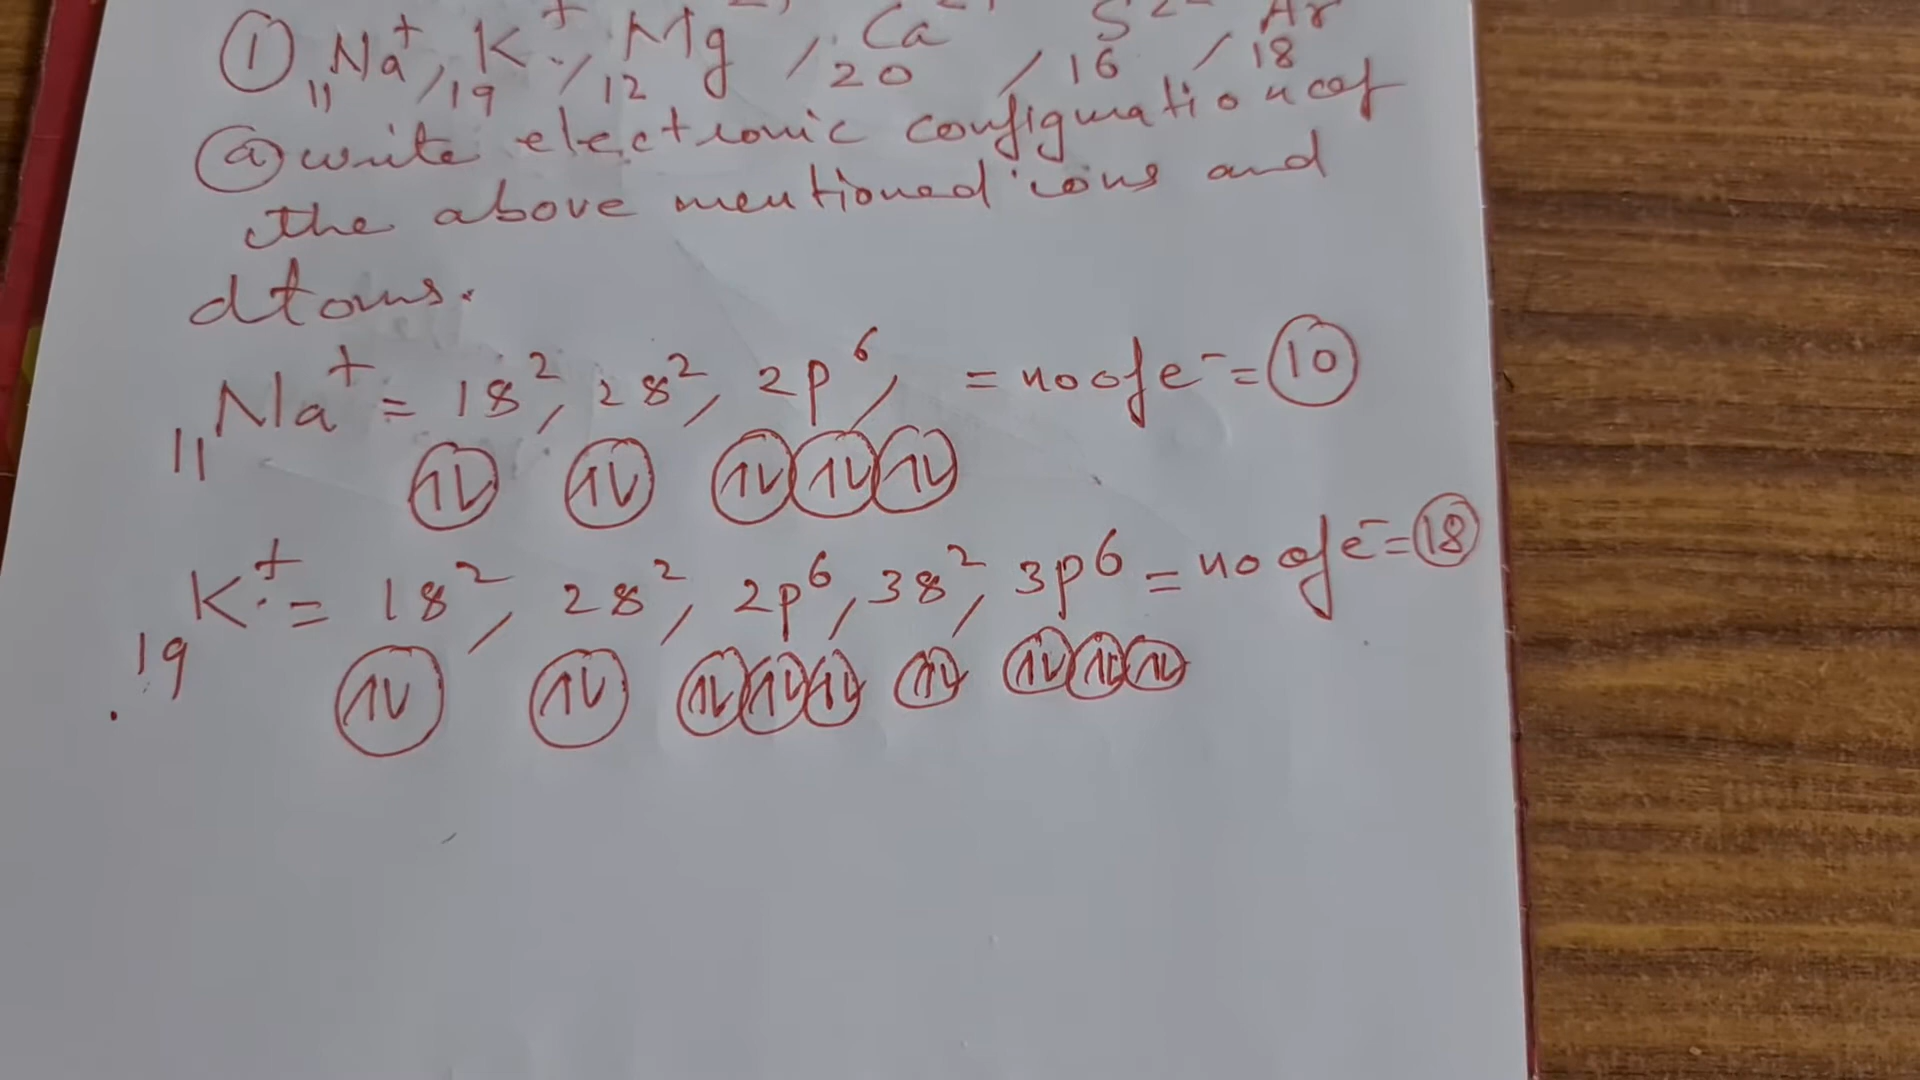 ① ₁₁Na⁺, ₁₉K⁺, ₁₂Mg²⁺, ₂₀Ca²⁺, ₁₆S²⁻, ₁₈Ar
ⓐ write electronic configuration of
the above mentioned ions and
atoms.
₁₁Na⁺ = 1s², 2s², 2p⁶, = no of e⁻ = ⑩
↿⇂ ↿⇂ ↿⇂ ↿⇂ ↿⇂
₁₉K⁺ = 1s², 2s², 2p⁶, 3s², 3p⁶ = no of e⁻ = ⑱
↿⇂ ↿⇂ ↿⇂ ↿⇂ ↿⇂ ↿⇂ ↿⇂ ↿⇂ ↿⇂